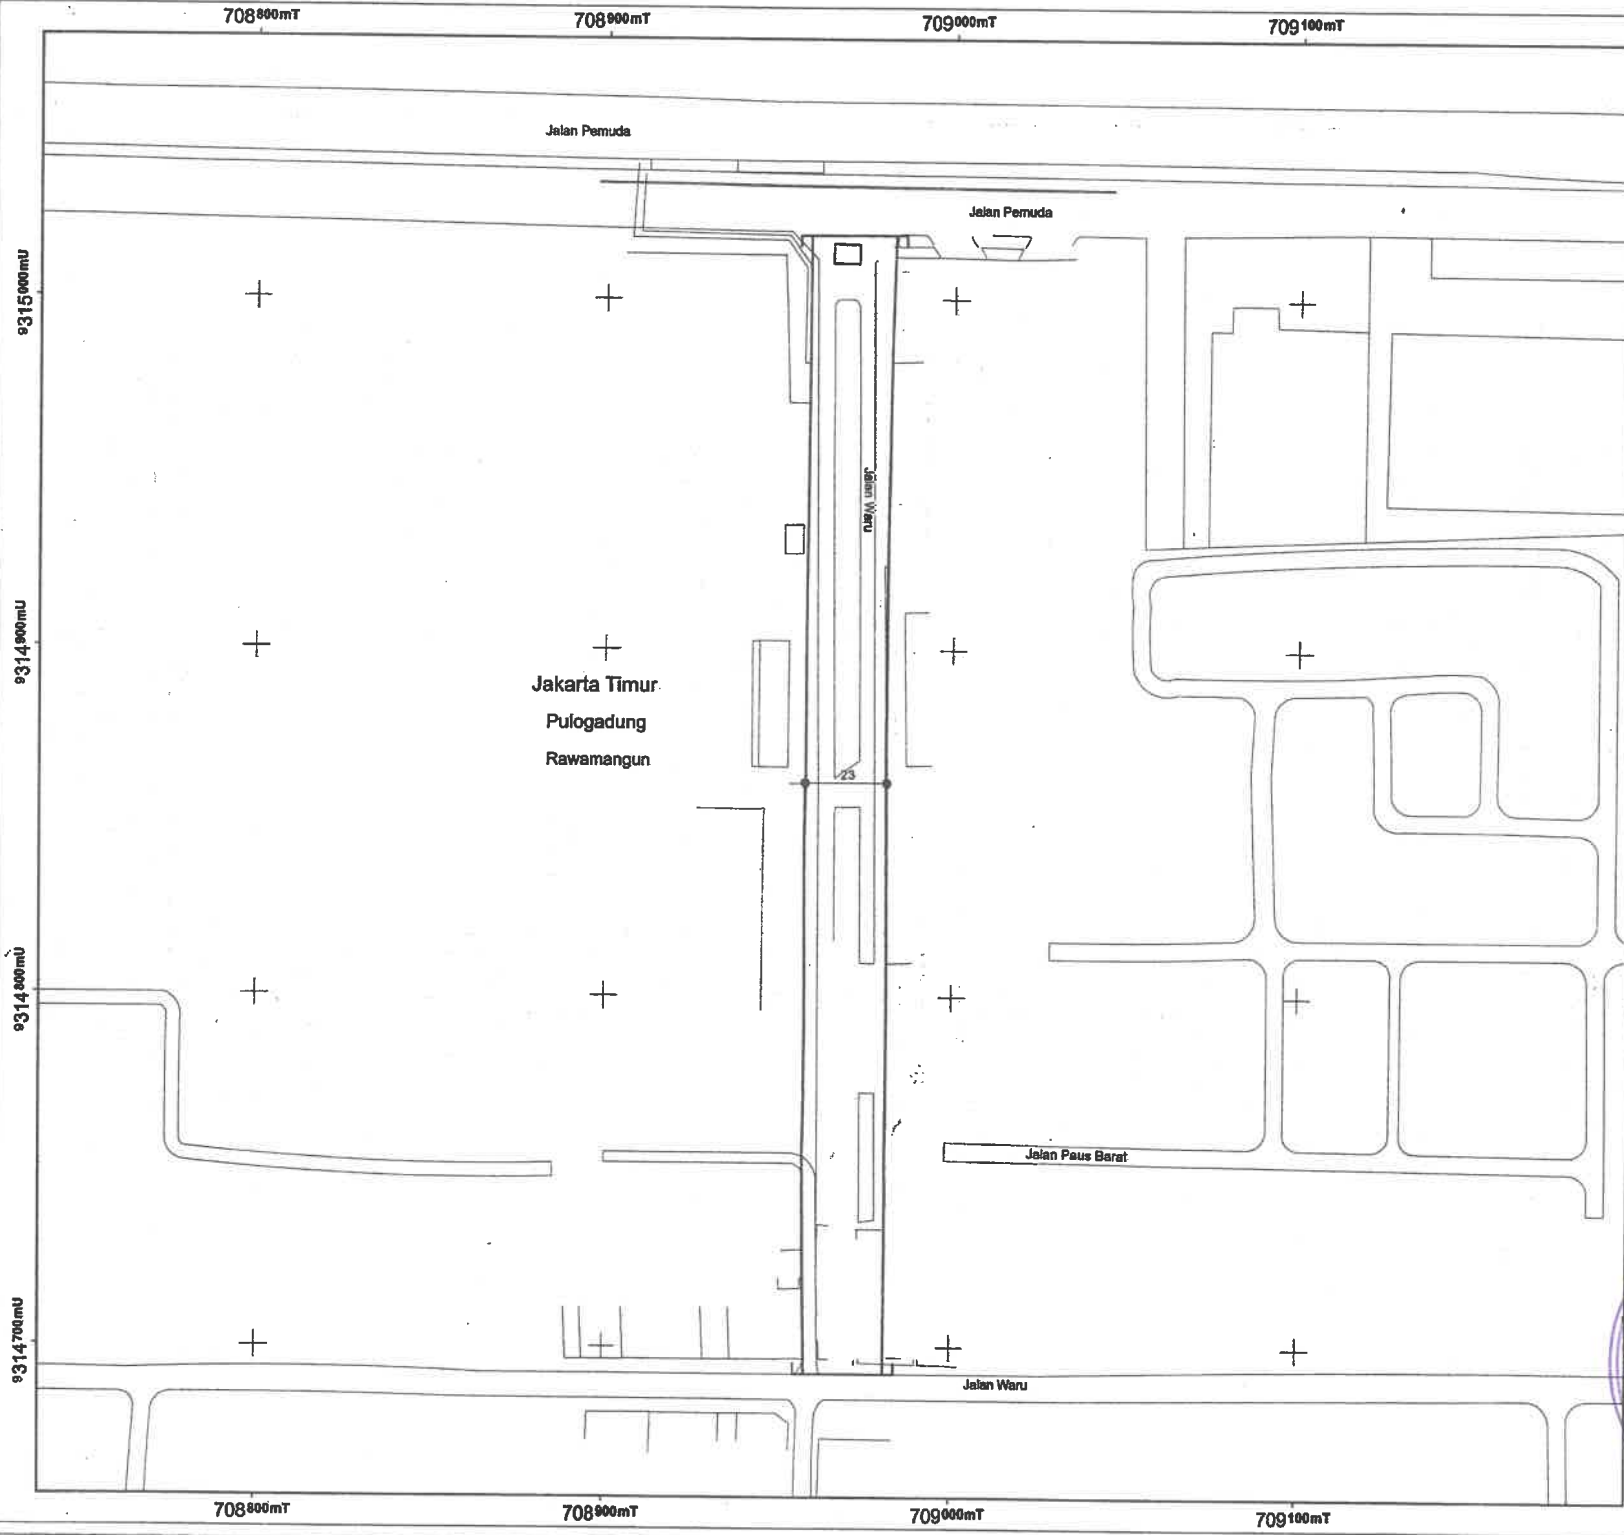 708800mT
708900mT
709000mT
709100mT
Jalan Pemuda
Jalan Pemuda
9315000mU
Jalan Waru
9314900mU
Jakarta Timur
Pulogadung
Rawamangun
23
9314800mU
Jalan Paus Barat
9314700mU
Jalan Waru
708800mT
708900mT
709000mT
709100mT